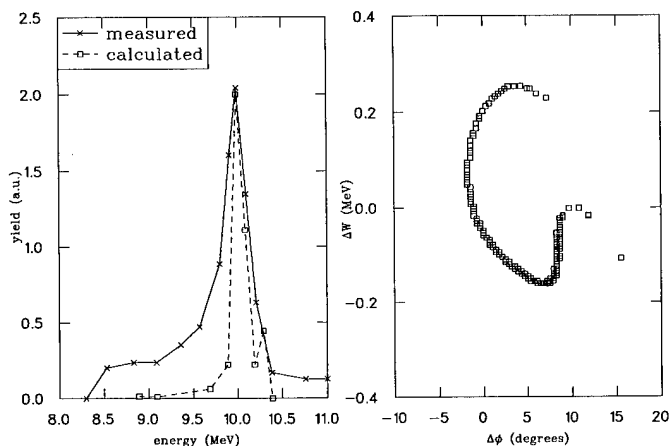 measured
calculated
2.5
2.0
1.5
1.0
0.5
0.0
yield (a.u.)
8.0 8.5 9.0 9.5 10.0 10.5 11.0
energy (MeV)
0.4
0.2
0.0
−0.2
−0.4
ΔW (MeV)
−10 −5 0 5 10 15 20
Δϕ (degrees)